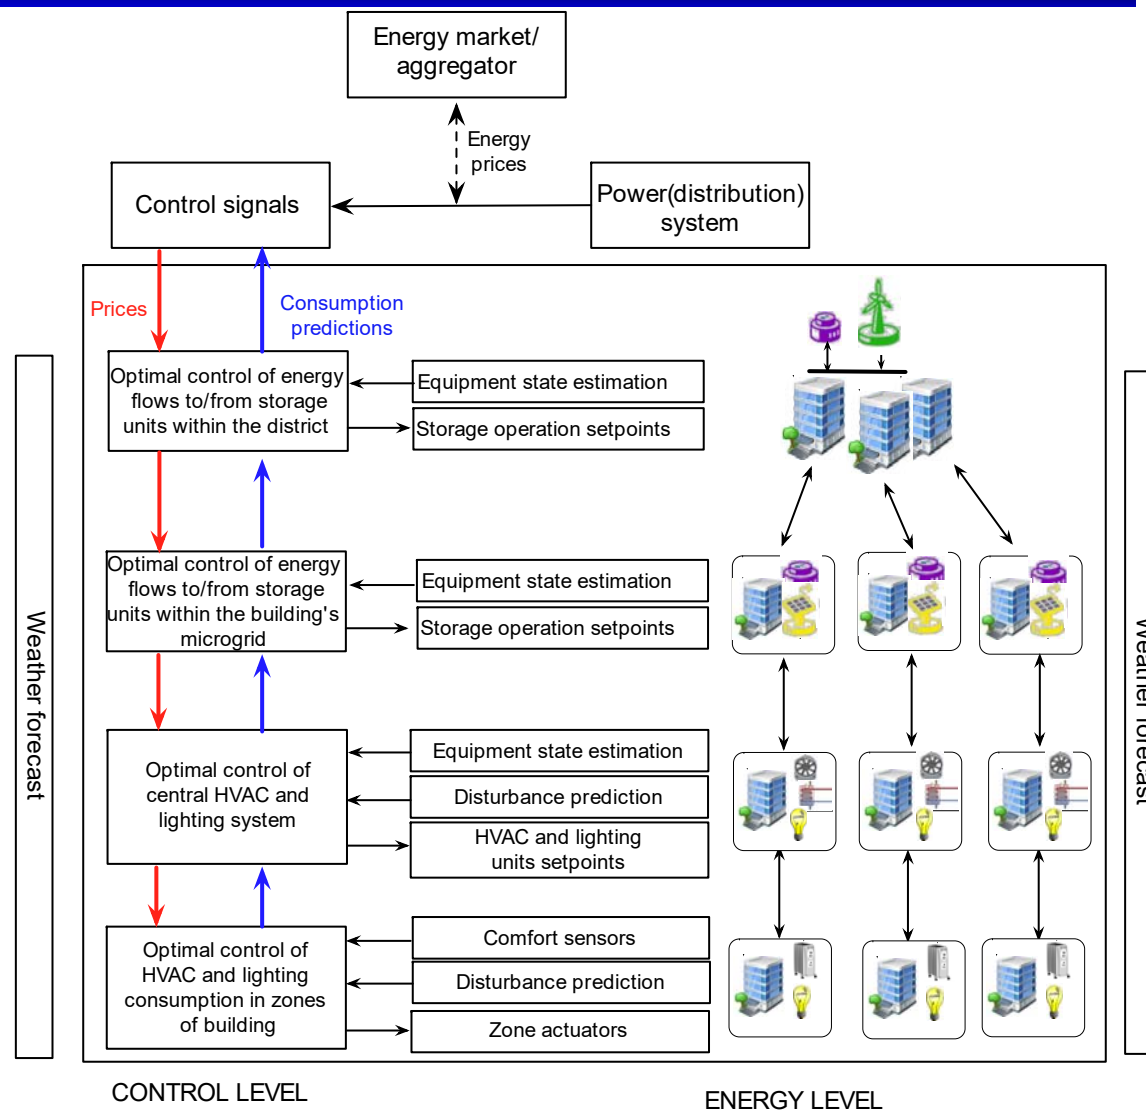 Energy market/
aggregator
Energy
prices
Control signals
Power(distribution)
system
Prices
Consumption
predictions
Optimal control of energy
flows to/from storage
units within the district
Equipment state estimation
Storage operation setpoints
Optimal control of energy
flows to/from storage
units within the building's
microgrid
Equipment state estimation
Storage operation setpoints
Weather forecast
Weather forecast
Optimal control of
central HVAC and
lighting system
Equipment state estimation
Disturbance prediction
HVAC and lighting
units setpoints
Optimal control of
HVAC and lighting
consumption in zones
of building
Comfort sensors
Disturbance prediction
Zone actuators
CONTROL LEVEL
ENERGY LEVEL